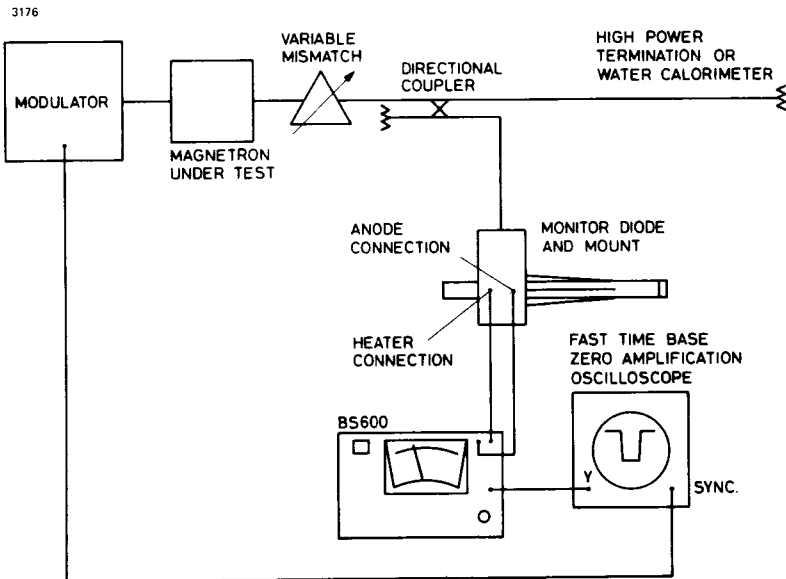 3176
VARIABLE
MISMATCH
DIRECTIONAL
COUPLER
HIGH POWER
TERMINATION OR
WATER CALORIMETER
MODULATOR
MAGNETRON
UNDER TEST
ANODE
CONNECTION
MONITOR DIODE
AND MOUNT
HEATER
CONNECTION
FAST TIME BASE
ZERO AMPLIFICATION
OSCILLOSCOPE
BS600
Y
SYNC.